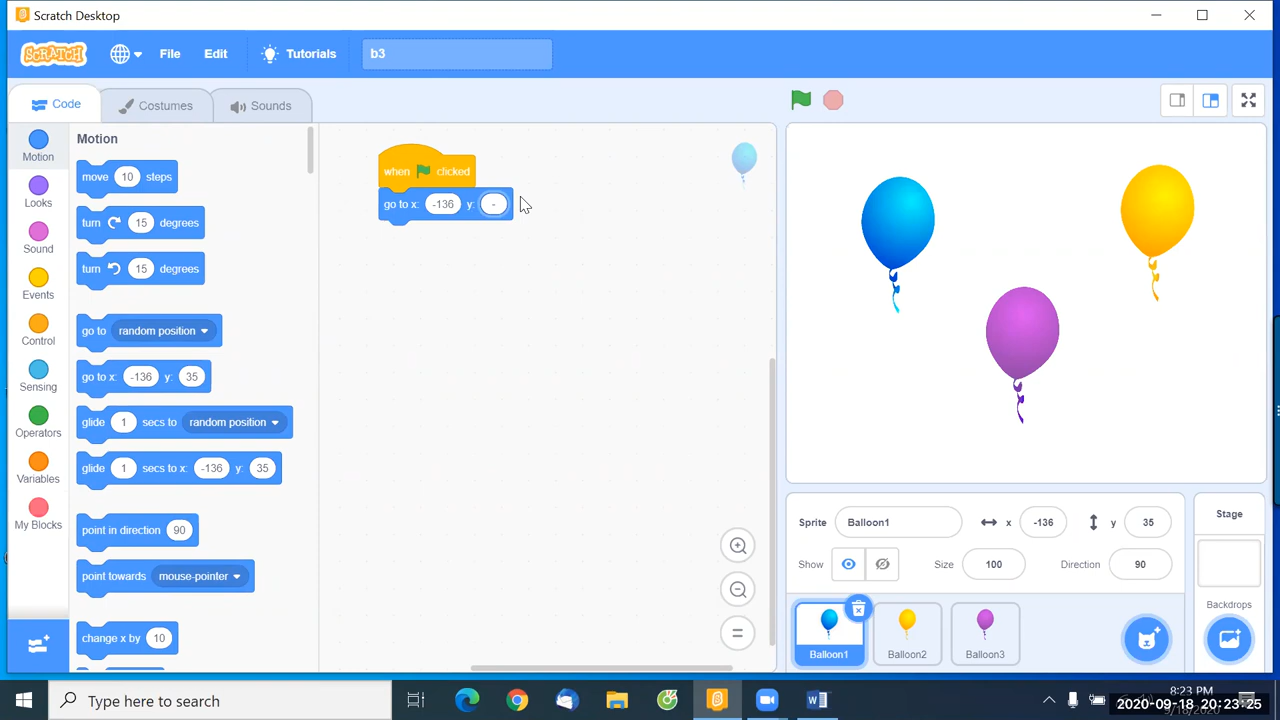 Scratch Desktop
SCRATCH
File
Edit
Tutorials
b3
Code
Costumes
Sounds
Motion
Looks
Sound
Events
Control
Sensing
Operators
Variables
My Blocks
Motion
move 10 steps
turn 15 degrees
turn 15 degrees
go to random position
go to x: -136 y: 35
glide 1 secs to random position
glide 1 secs to x: -136 y: 35
point in direction 90
point towards mouse-pointer
change x by 10
when clicked
go to x: -136 y: -
Sprite Balloon1 x -136 y 35
Show Size 100 Direction 90
Balloon1
Balloon2
Balloon3
Stage
Backdrops
Type here to search
8:23 PM
2020-09-18 20:23:25